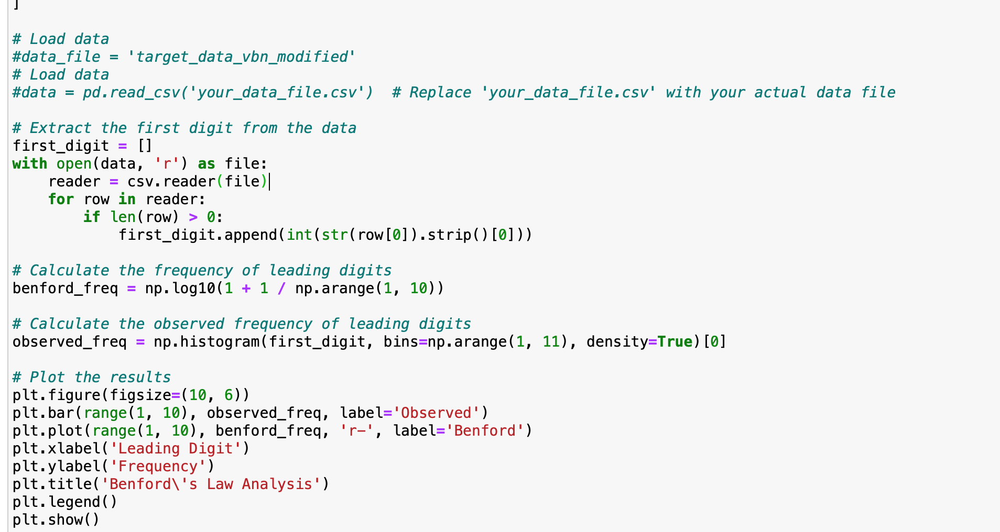 ]
# Load data
#data_file = 'target_data_vbn_modified'
# Load data
#data = pd.read_csv('your_data_file.csv')  # Replace 'your_data_file.csv' with your actual data file
# Extract the first digit from the data
first_digit = []
with open(data, 'r') as file:
    reader = csv.reader(file)
    for row in reader:
        if len(row) > 0:
            first_digit.append(int(str(row[0]).strip()[0]))
# Calculate the frequency of leading digits
benford_freq = np.log10(1 + 1 / np.arange(1, 10))
# Calculate the observed frequency of leading digits
observed_freq = np.histogram(first_digit, bins=np.arange(1, 11), density=True)[0]
# Plot the results
plt.figure(figsize=(10, 6))
plt.bar(range(1, 10), observed_freq, label='Observed')
plt.plot(range(1, 10), benford_freq, 'r-', label='Benford')
plt.xlabel('Leading Digit')
plt.ylabel('Frequency')
plt.title('Benford\'s Law Analysis')
plt.legend()
plt.show()